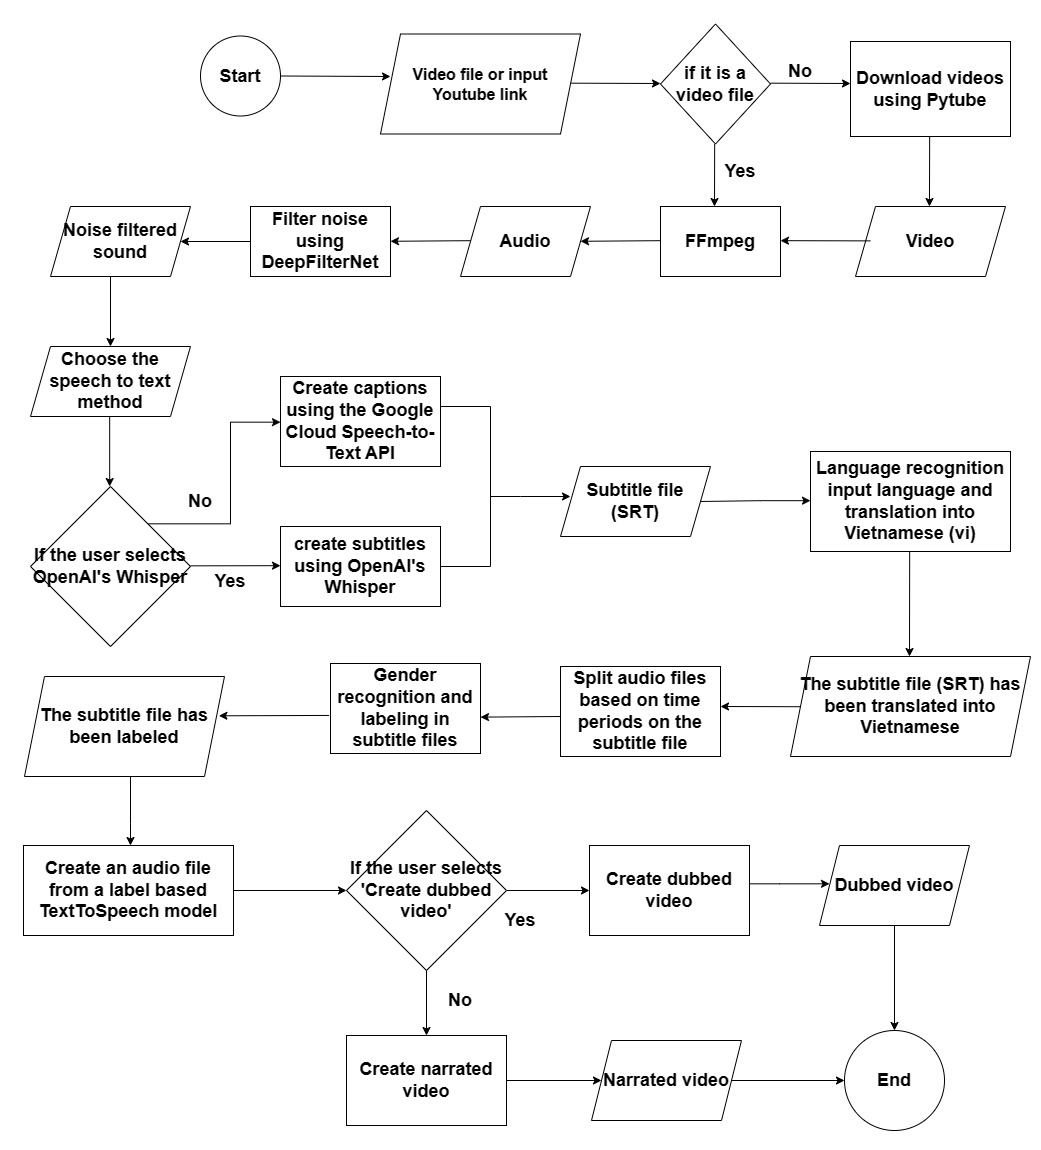 Start
Video file or input
Youtube link
if it is a
video file
No
Download videos
using Pytube
Yes
Noise filtered
sound
Filter noise
using
DeepFilterNet
Audio
FFmpeg
Video
Choose the
speech to text
method
Create captions
using the Google
Cloud Speech-to-
Text API
No
Subtitle file
(SRT)
Language recognition
input language and
translation into
Vietnamese (vi)
If the user selects
OpenAI's Whisper
Yes
create subtitles
using OpenAI's
Whisper
The subtitle file has
been labeled
Gender
recognition and
labeling in
subtitle files
Split audio files
based on time
periods on the
subtitle file
The subtitle file (SRT) has
been translated into
Vietnamese
Create an audio file
from a label based
TextToSpeech model
If the user selects
'Create dubbed
video'
Yes
Create dubbed
video
Dubbed video
No
Create narrated
video
Narrated video
End